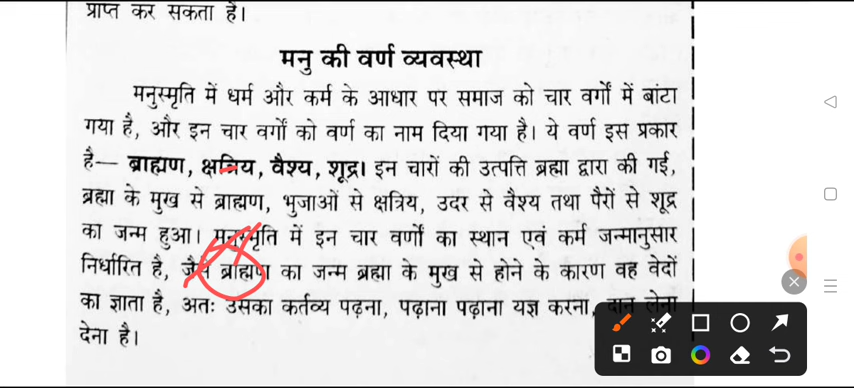 प्राप्त कर सकता है।
मनु की वर्ण व्यवस्था
मनुस्मृति में धर्म और कर्म के आधार पर समाज को चार वर्गों में बांटा
गया है, और इन चार वर्गों को वर्ण का नाम दिया गया है। ये वर्ण इस प्रकार
है— ब्राह्मण, क्षत्रिय, वैश्य, शूद्र। इन चारों की उत्पत्ति ब्रह्मा द्वारा की गई,
ब्रह्मा के मुख से ब्राह्मण, भुजाओं से क्षत्रिय, उदर से वैश्य तथा पैरों से शूद्र
का जन्म हुआ। मनुस्मृति में इन चार वर्णों का स्थान एवं कर्म जन्मानुसार
निर्धारित है, जैसे ब्राह्मण का जन्म ब्रह्मा के मुख से होने के कारण वह वेदों
का ज्ञाता है, अतः उसका कर्तव्य पढ़ना, पढ़ाना पढ़ाना यज्ञ करना, दान लेना
देना है।